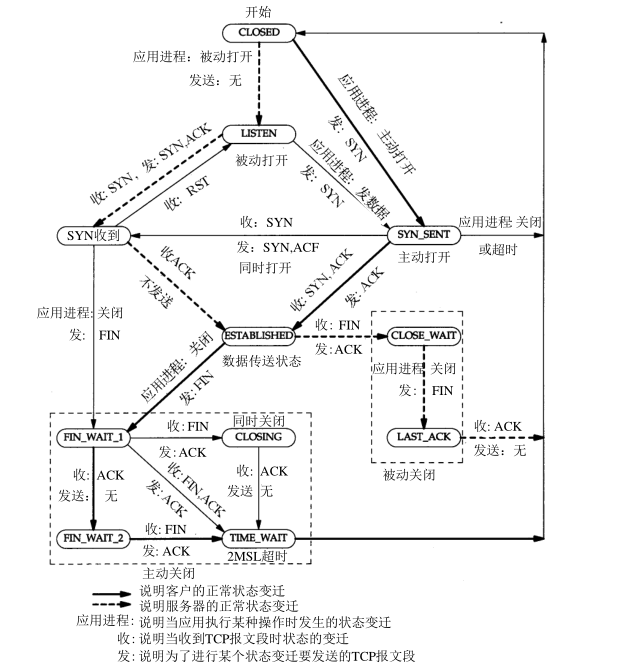 开始
CLOSED
应用进程：被动打开
发送：无
应用进程：主动打开
发：SYN
LISTEN
被动打开
收：SYN，发：SYN,ACK
收：RST
应用进程：发数据
发：SYN
SYN收到
收：SYN
发：SYN,ACF
同时打开
SYN_SENT
主动打开
应用进程 关闭
或超时
收ACK
不发送
收：SYN, ACK
发：ACK
应用进程：关闭
发： FIN
ESTABLISHED
数据传送状态
收：FIN
发：ACK
CLOSE_WAIT
应用进程 关闭
发： FIN
LAST_ACK
被动关闭
收：ACK
发送：无
应用进程：关闭
发：FIN
FIN_WAIT_1
收:FIN
发:ACK
同时关闭
CLOSING
收：ACK
发送： 无
收:FIN,ACK
发:ACK
收：ACK
发送 无
FIN_WAIT_2
收:FIN
发: ACK
TIME_WAIT
2MSL超时
主动关闭
说明客户的正常状态变迁
说明服务器的正常状态变迁
应用进程: 说明当应用执行某种操作时发生的状态变迁
收: 说明当收到TCP报文段时状态的变迁
发: 说明为了进行某个状态变迁要发送的TCP报文段